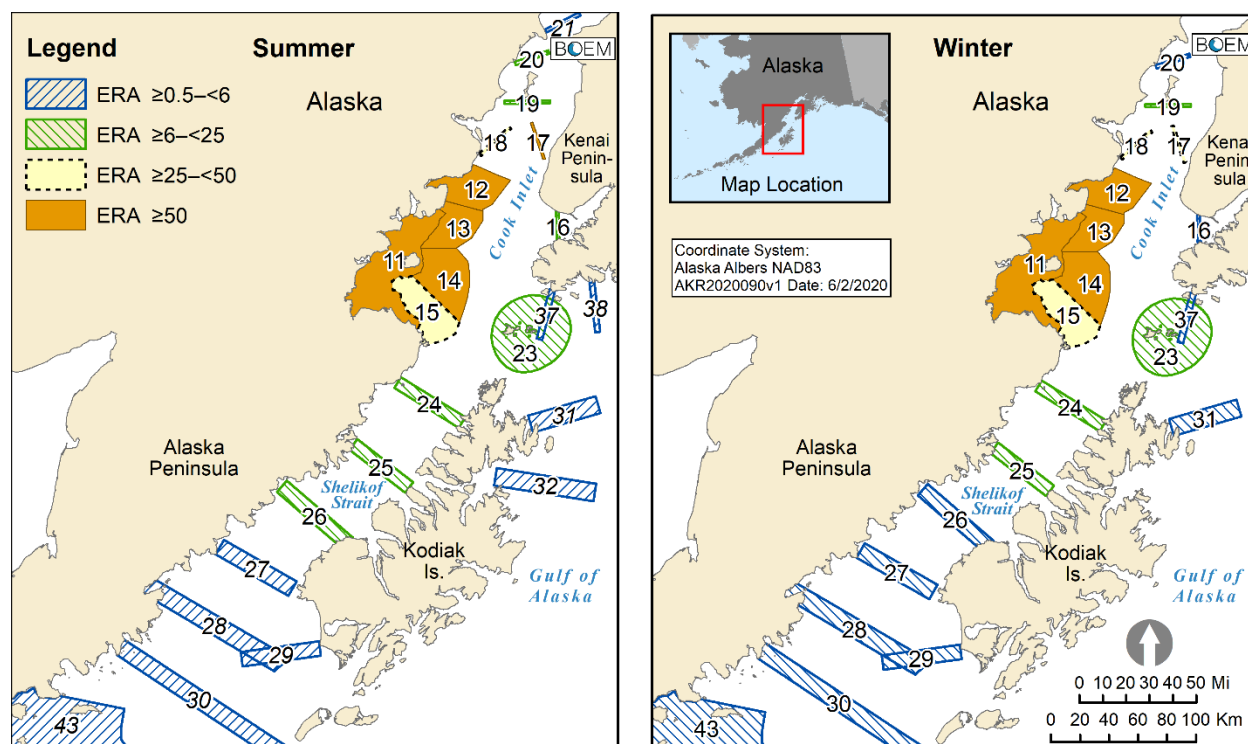 Legend
Summer
21
BOEM
ERA ≥0.5–<6
ERA ≥6–<25
ERA ≥25–<50
ERA ≥50
Alaska
20
19
18
17
Kenai
Penin-
sula
12
Cook Inlet
13
16
11
14
15
37
38
23
24
31
Alaska
Peninsula
25
32
Shelikof
Strait
26
27
Kodiak
Is.
Gulf of
Alaska
28
29
30
43
Winter
BOEM
Alaska
Map Location
20
Alaska
19
18
17
Kenai
Penin-
sula
12
Cook Inlet
13
16
Coordinate System:
Alaska Albers NAD83
AKR2020090v1 Date: 6/2/2020
11
14
15
37
23
24
31
Alaska
Peninsula
25
Shelikof
Strait
26
27
Kodiak
Is.
Gulf of
Alaska
28
29
30
43
0 10 20 30 40 50 Mi
0 20 40 60 80 100 Km